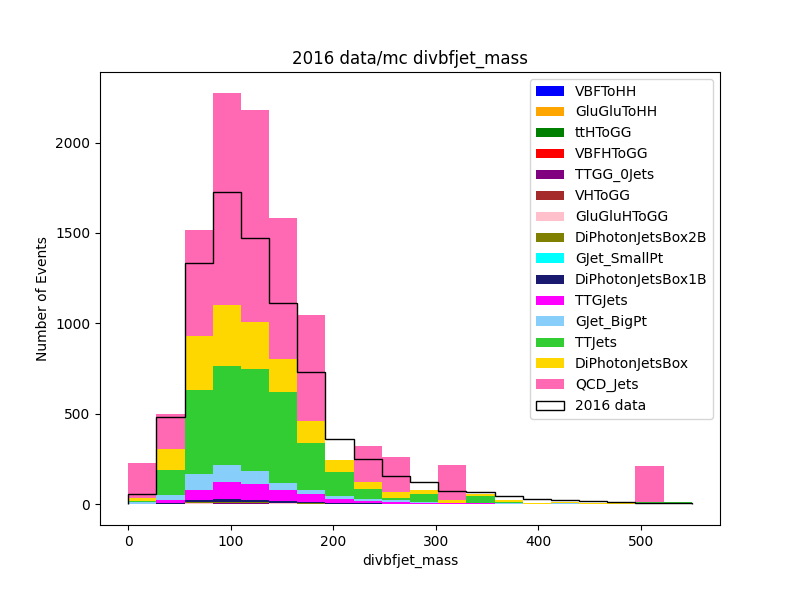 2016 data/mc divbfjet_mass
Number of Events
2000
1500
1000
500
0
0 100 200 300 400 500
divbfjet_mass
VBFToHH
GluGluToHH
ttHToGG
VBFHToGG
TTGG_0Jets
VHToGG
GluGluHToGG
DiPhotonJetsBox2B
GJet_SmallPt
DiPhotonJetsBox1B
TTGJets
GJet_BigPt
TTJets
DiPhotonJetsBox
QCD_Jets
2016 data